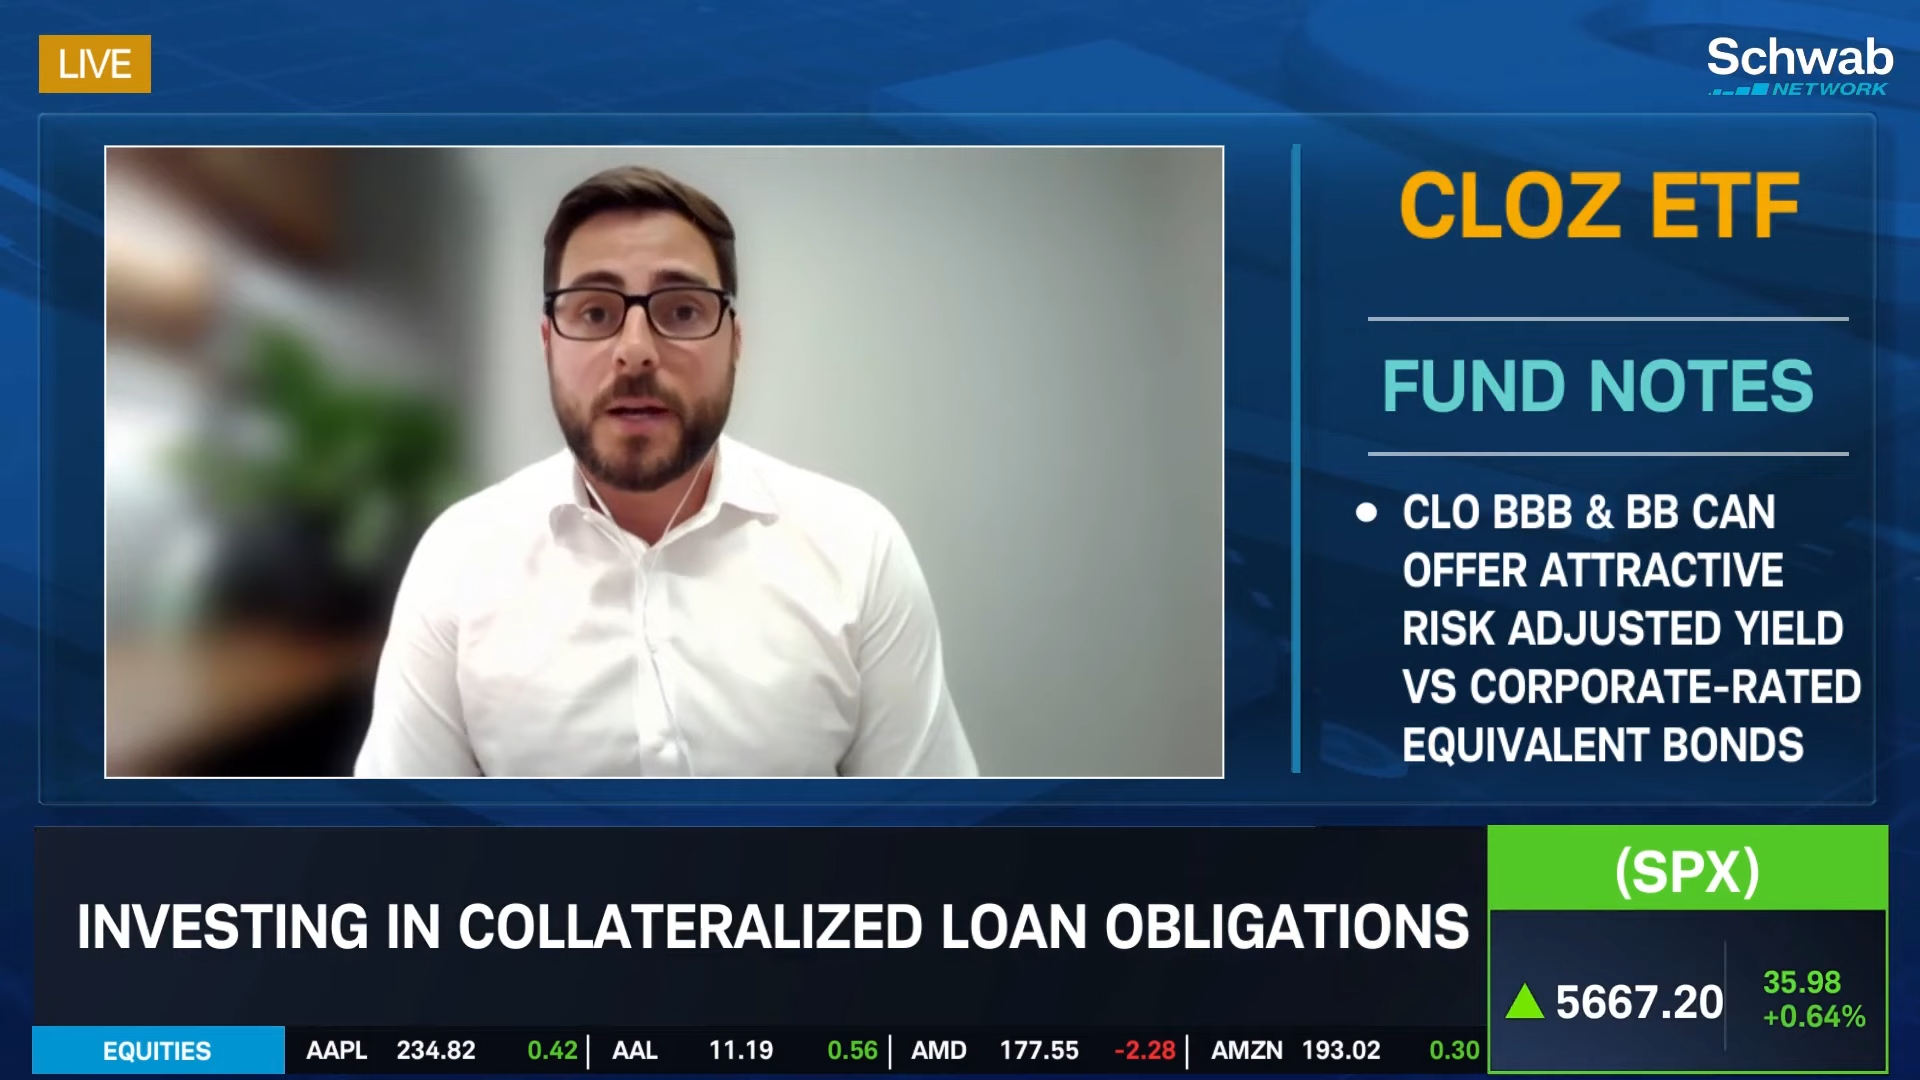 LIVE
Schwab
NETWORK
CLOZ ETF
FUND NOTES
● CLO BBB & BB CAN
OFFER ATTRACTIVE
RISK ADJUSTED YIELD
VS CORPORATE-RATED
EQUIVALENT BONDS
INVESTING IN COLLATERALIZED LOAN OBLIGATIONS
(SPX)
▲ 5667.20
35.98
+0.64%
EQUITIES AAPL 234.82 0.42 | AAL 11.19 0.56 | AMD 177.55 -2.28 | AMZN 193.02 0.30